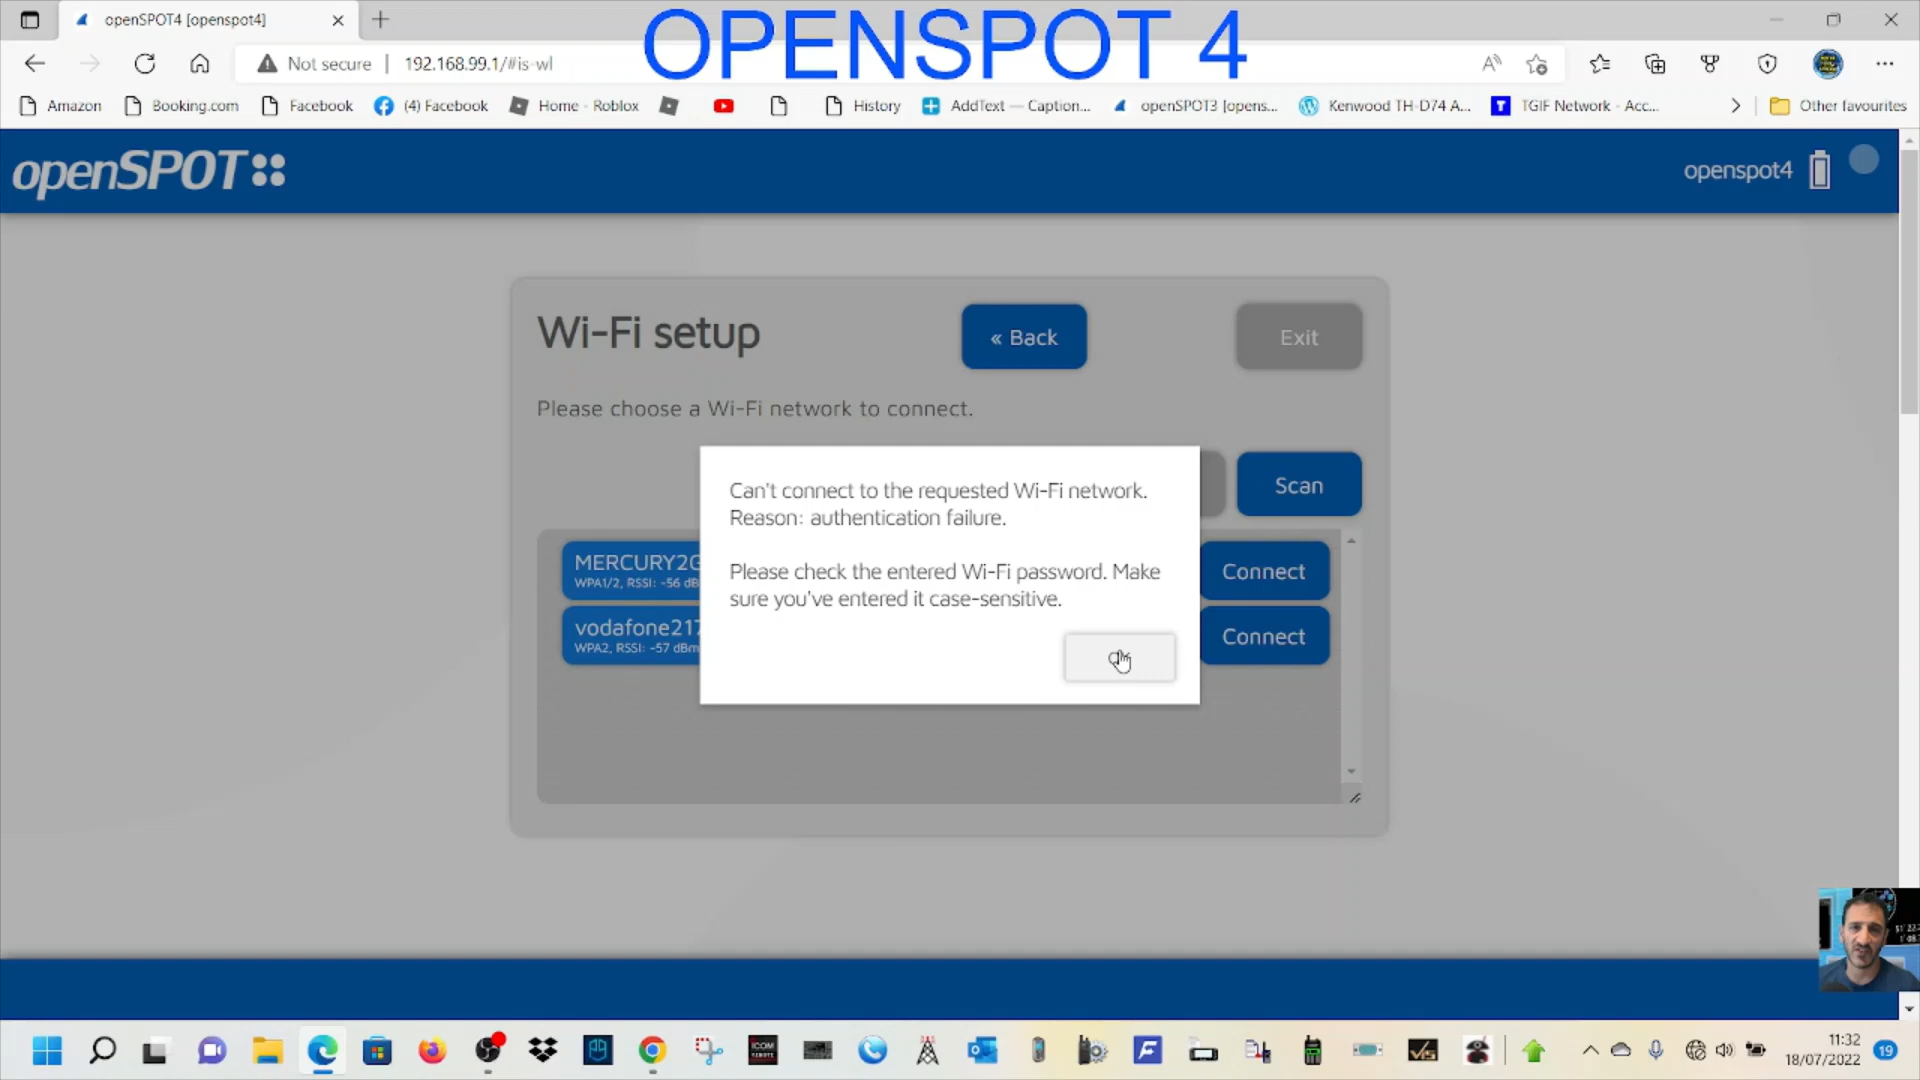 openSPOT4 [openspot4]
OPENSPOT 4
Not secure
192.168.99.1/#is-wl
Amazon
Booking.com
Facebook
(4) Facebook
Home - Roblox
History
AddText — Caption...
openSPOT3 [opens...
Kenwood TH-D74 A...
TGIF Network - Acc...
Other favourites
openSPOT
openspot4
Wi-Fi setup
« Back
Exit
Please choose a Wi-Fi network to connect.
Scan
Can't connect to the requested Wi-Fi network.
Reason: authentication failure.
Please check the entered Wi-Fi password. Make
sure you've entered it case-sensitive.
MERCURY2G
WPA1/2, RSSI: -56 dB
Connect
vodafone217
WPA2, RSSI: -57 dBm
Connect
ICOM
11:32
18/07/2022
19